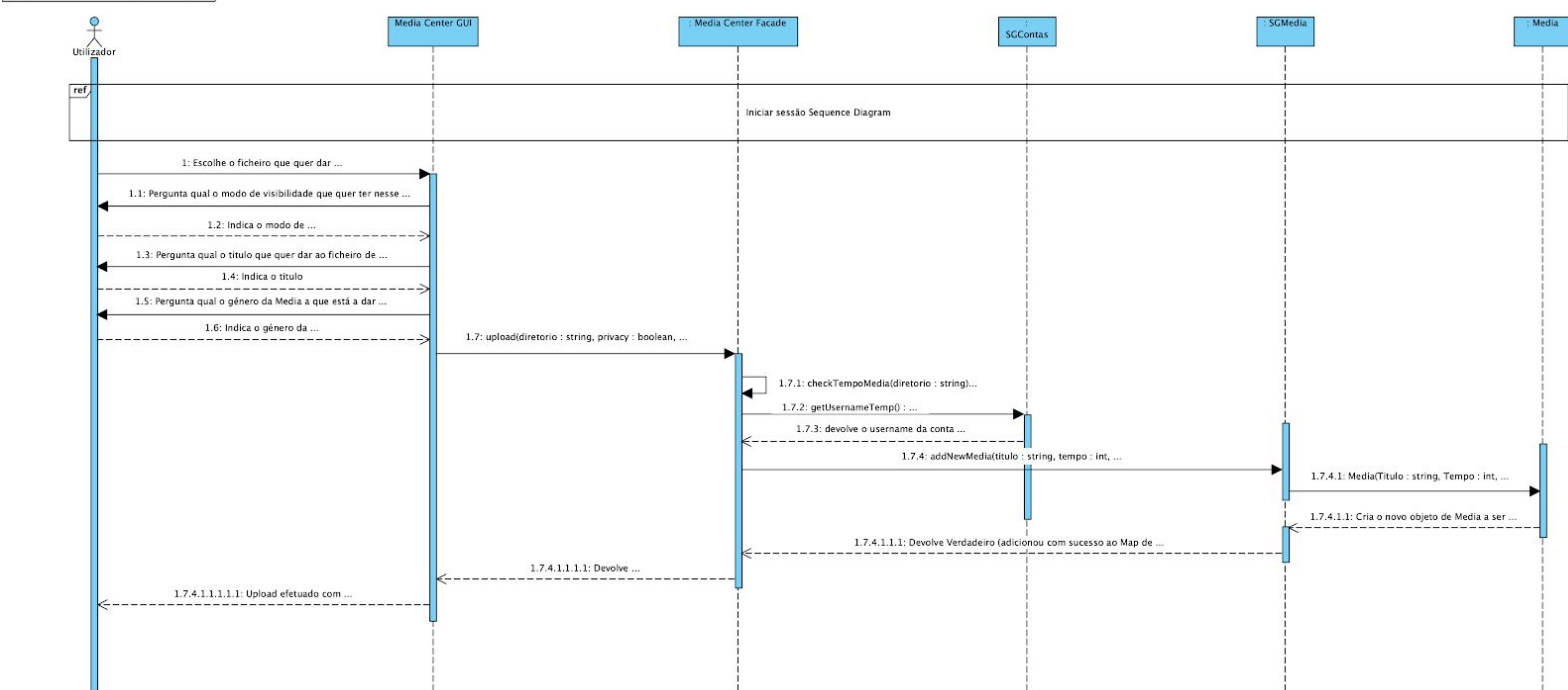 Media Center GUI
: Media Center Facade
:
SGContas
: SGMedia
: Media
Utilizador
ref
Iniciar sessão Sequence Diagram
1: Escolhe o ficheiro que quer dar ...
1.1: Pergunta qual o modo de visibilidade que quer ter nesse ...
1.2: Indica o modo de ...
1.3: Pergunta qual o titulo que quer dar ao ficheiro de ...
1.4: Indica o titulo
1.5: Pergunta qual o género da Media a que está a dar ...
1.6: Indica o género da ...
1.7: upload(diretorio : string, privacy : boolean, ...
1.7.1: checkTempoMedia(diretorio : string)...
1.7.2: getUsernameTemp() : ...
1.7.3: devolve o username da conta ...
1.7.4: addNewMedia(titulo : string, tempo : int, ...
1.7.4.1: Media(Titulo : string, Tempo : int, ...
1.7.4.1.1: Cria o novo objeto de Media a ser ...
1.7.4.1.1.1: Devolve Verdadeiro (adicionou com sucesso ao Map de ...
1.7.4.1.1.1.1: Devolve ...
1.7.4.1.1.1.1.1: Upload efetuado com ...